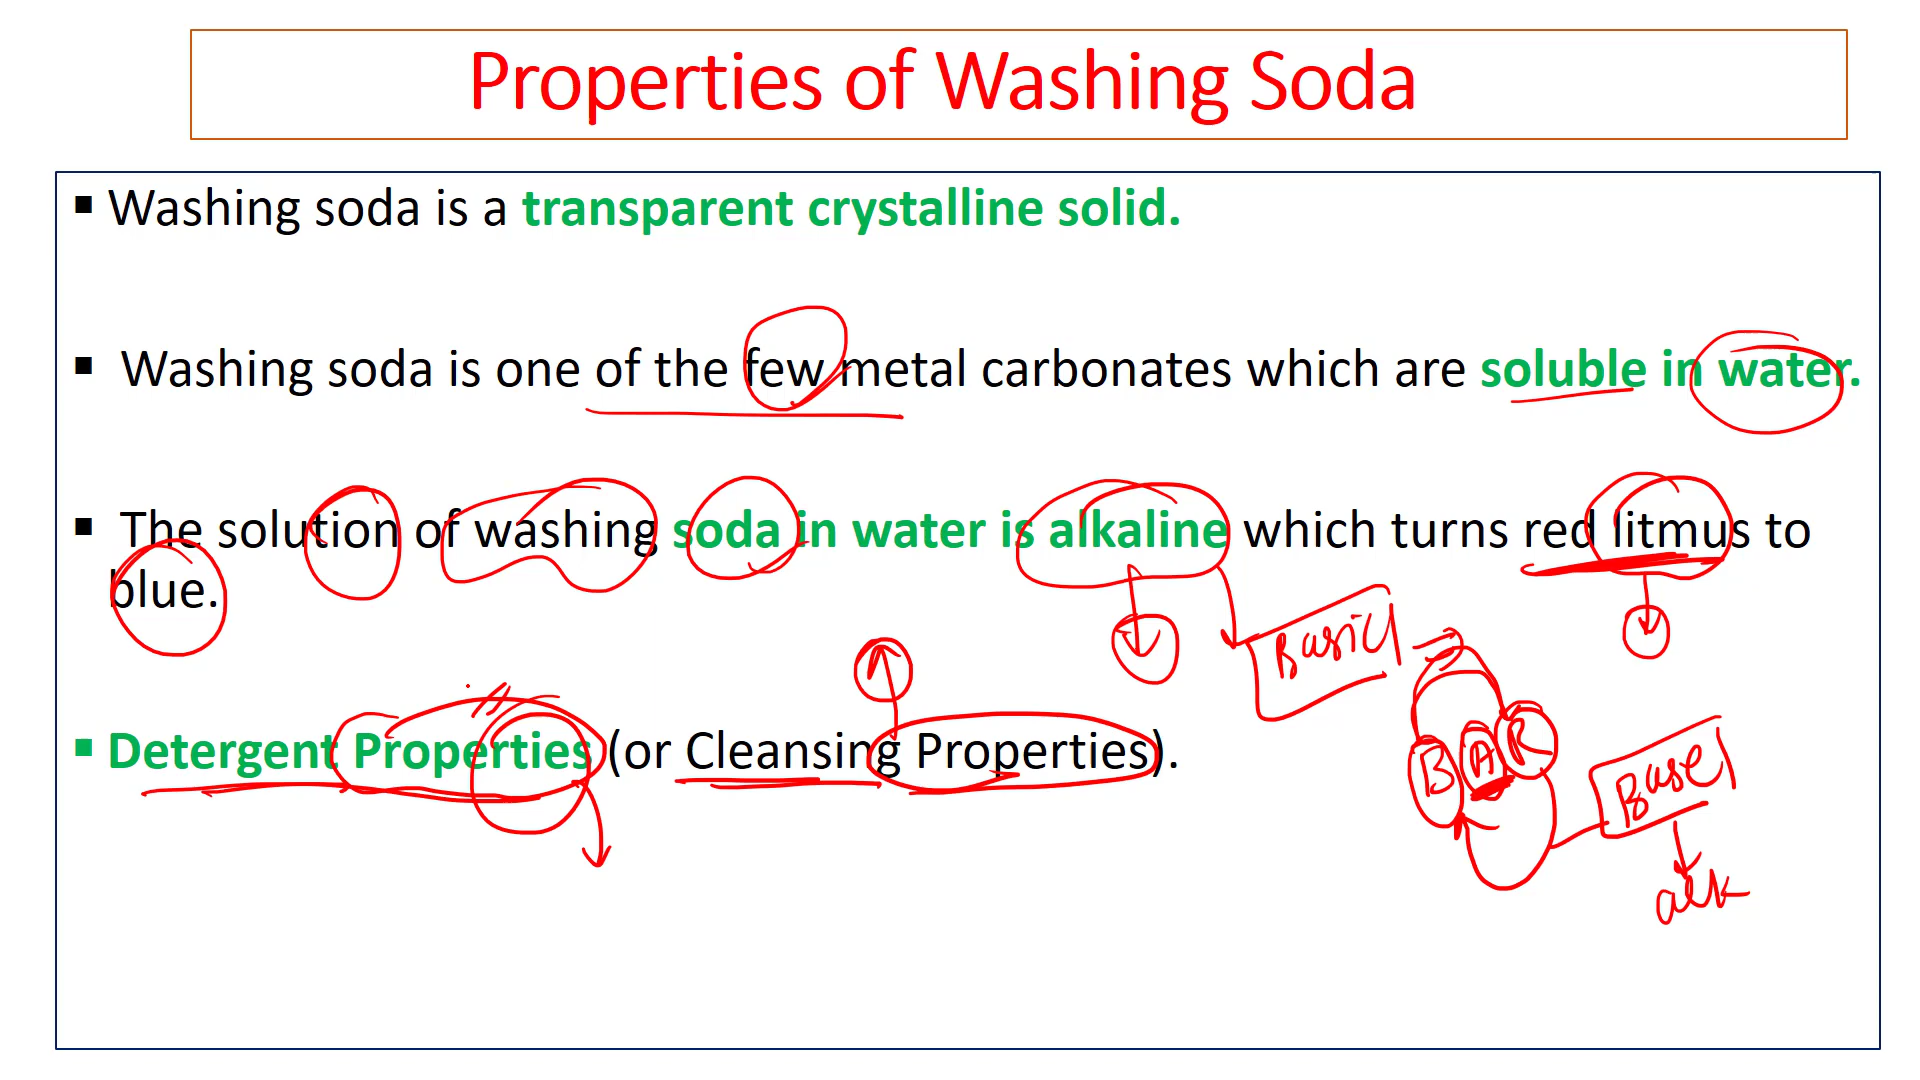 Properties of Washing Soda
▪ Washing soda is a transparent crystalline solid.
▪ Washing soda is one of the few metal carbonates which are soluble in water.
▪ The solution of washing soda in water is alkaline which turns red litmus to
blue.
Basic
▪ Detergent Properties (or Cleansing Properties).
B A R
Base
alk